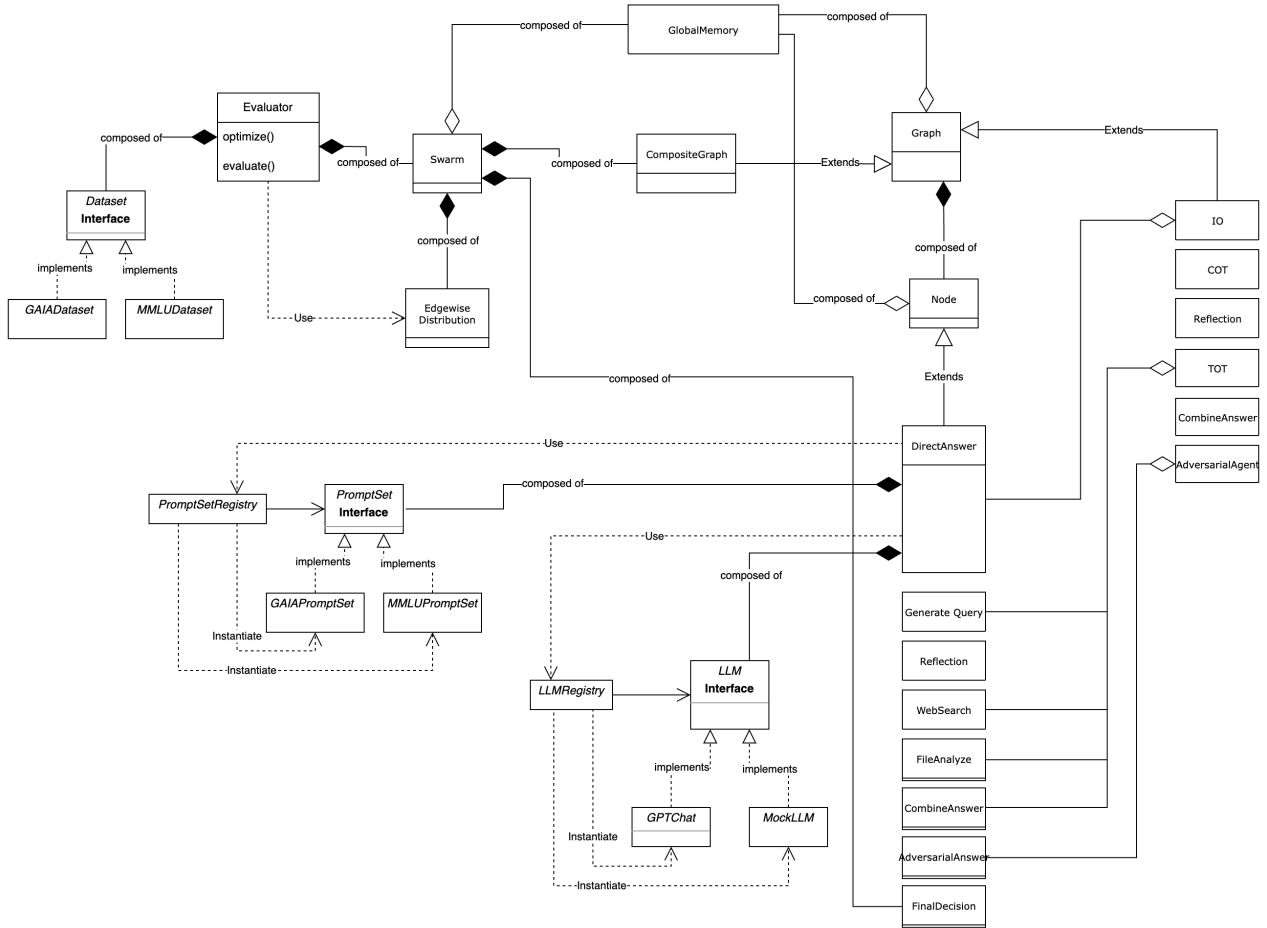 composed of
GlobalMemory
composed of
Evaluator
optimize()
evaluate()
composed of
composed of
Swarm
composed of
CompositeGraph
Extends
Graph
Extends
Dataset
Interface
implements
implements
GAIADataset
MMLUDataset
composed of
Edgewise
Distribution
Use
composed of
composed of
Node
IO
COT
Reflection
TOT
CombineAnswer
AdversarialAgent
composed of
Extends
DirectAnswer
Use
PromptSetRegistry
PromptSet
Interface
composed of
implements
implements
GAIAPromptSet
MMLUPromptSet
Instantiate
Instantiate
Use
composed of
LLMRegistry
LLM
Interface
implements
implements
GPTChat
MockLLM
Instantiate
Instantiate
Generate Query
Reflection
WebSearch
FileAnalyze
CombineAnswer
AdversarialAnswer
FinalDecision